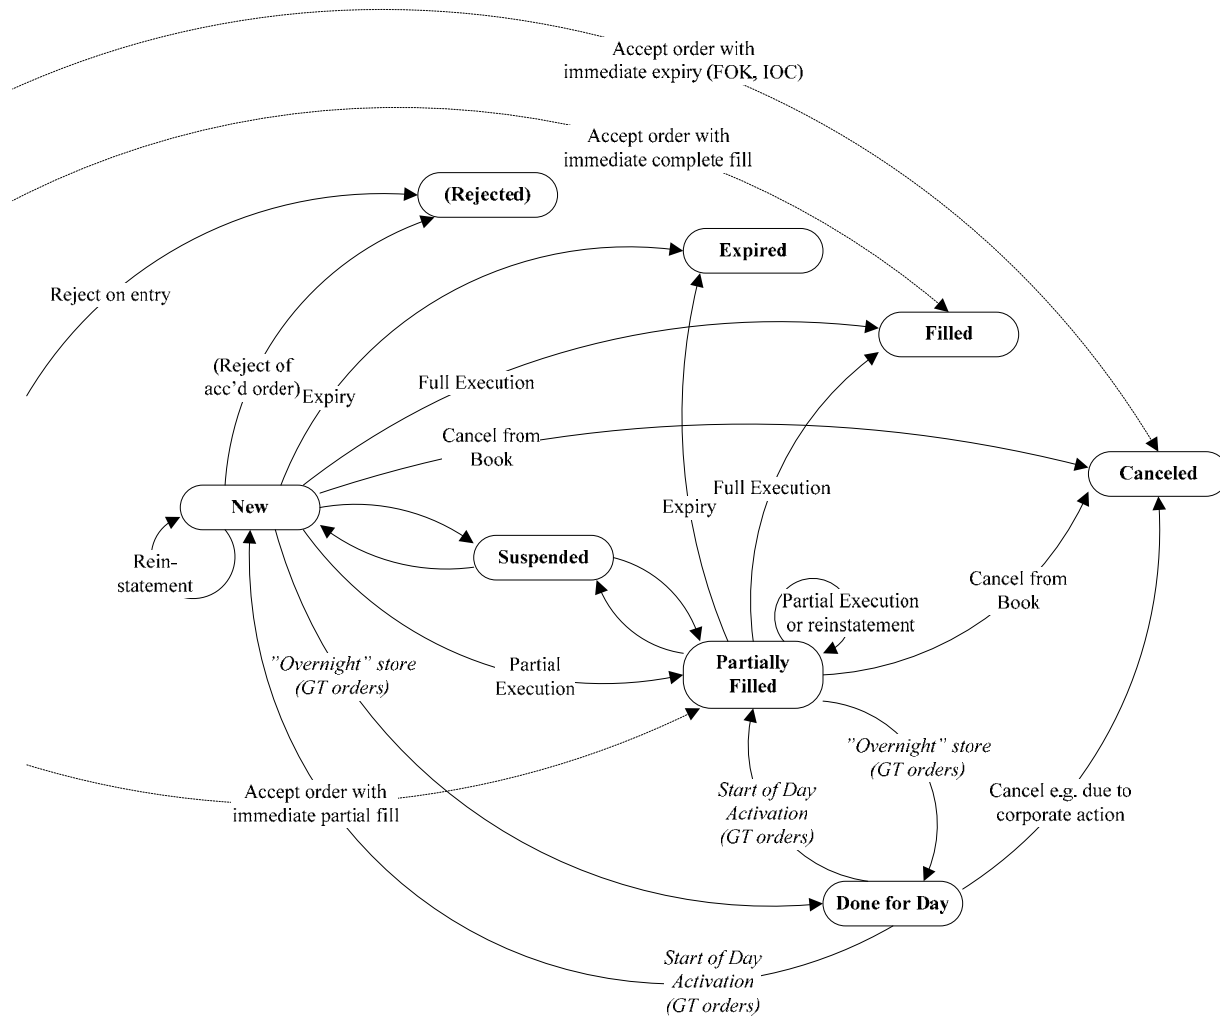 Accept order with
immediate expiry (FOK, IOC)
Accept order with
immediate complete fill
(Rejected)
Expired
Reject on entry
Filled
(Reject of
acc'd order)
Expiry
Full Execution
Cancel from
Book
Canceled
New
Expiry
Full Execution
Suspended
Rein-
statement
Cancel from
Book
Partial Execution
or reinstatement
"Overnight" store
(GT orders)
Partial
Execution
Partially
Filled
"Overnight" store
(GT orders)
Accept order with
immediate partial fill
Start of Day
Activation
(GT orders)
Cancel e.g. due to
corporate action
Done for Day
Start of Day
Activation
(GT orders)